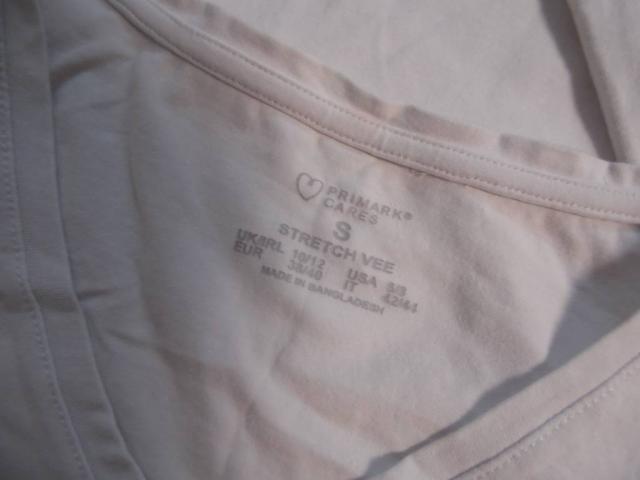 PRIMARK®
CARES
S
STRETCH VEE
UK/IRL 10/12 USA 6/8
EUR 38/40 IT 42/44
MADE IN BANGLADESH